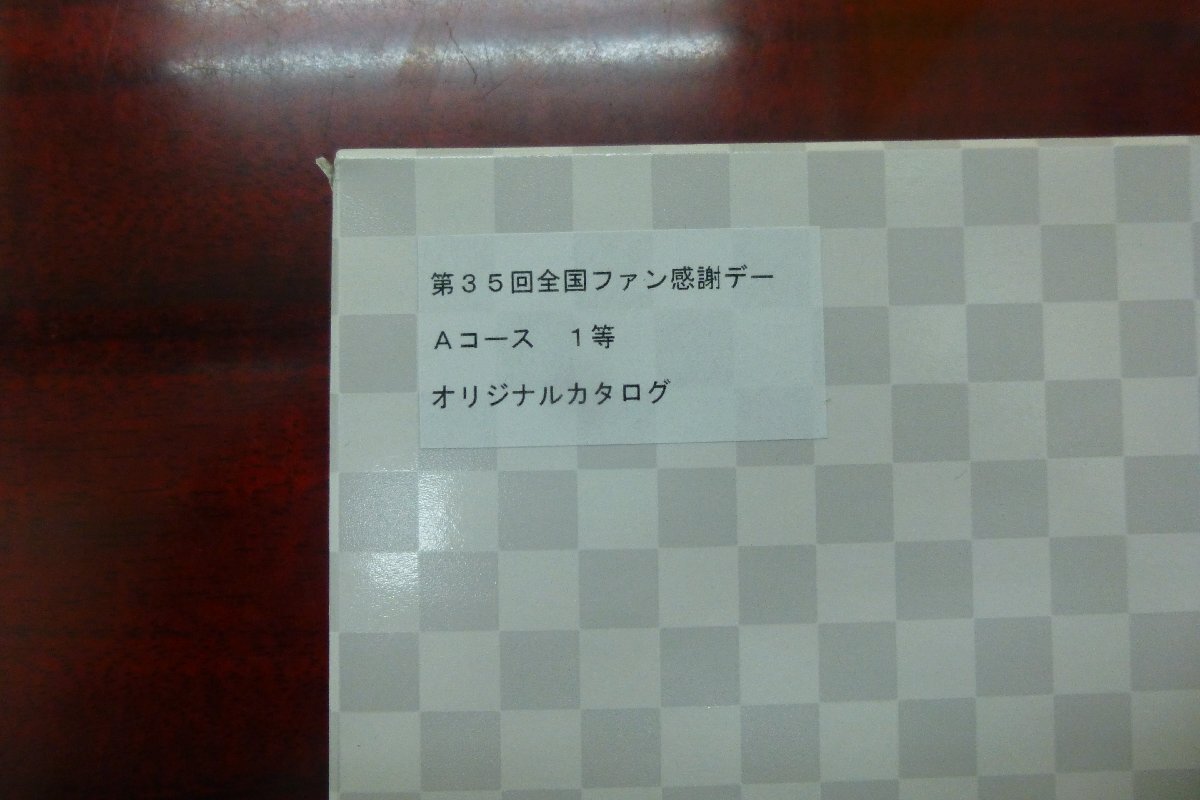 第３５回全国ファン感謝デー
Ａコース　１等
オリジナルカタログ